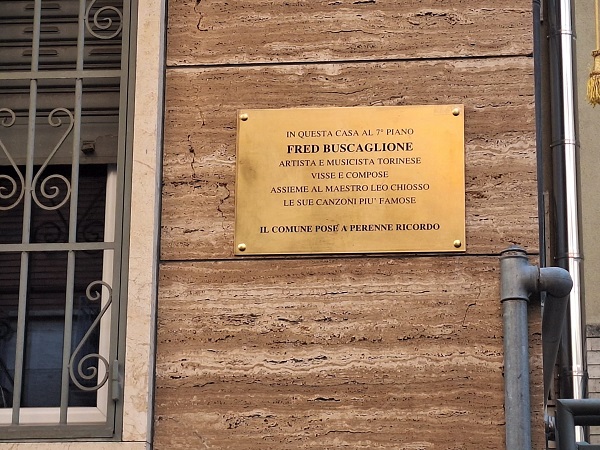 IN QUESTA CASA AL 7° PIANO
FRED BUSCAGLIONE
ARTISTA E MUSICISTA TORINESE
VISSE E COMPOSE
ASSIEME AL MAESTRO LEO CHIOSSO
LE SUE CANZONI PIU' FAMOSE
IL COMUNE POSE A PERENNE RICORDO